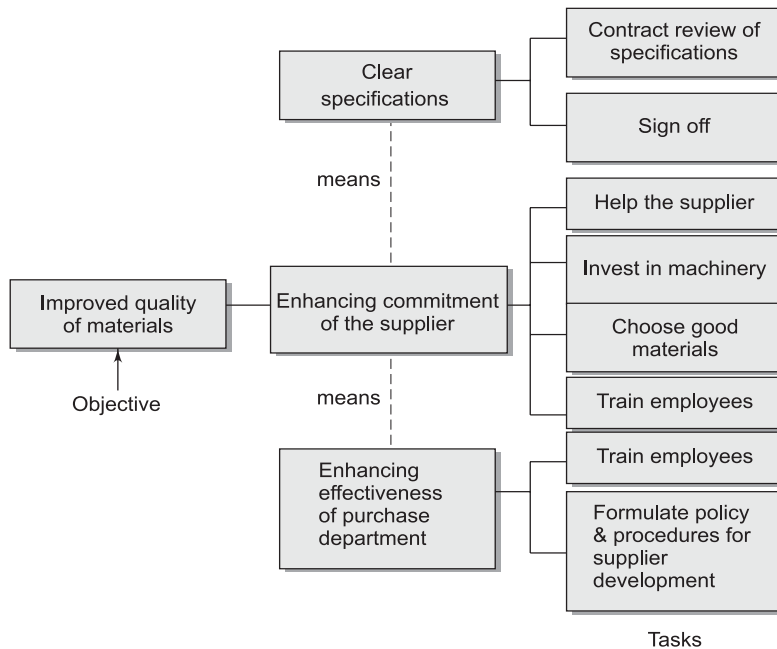 Contract review of
specifications
Clear
specifications
Sign off
means
Help the supplier
Invest in machinery
Improved quality
of materials
Enhancing commitment
of the supplier
Choose good
materials
Objective
means
Train employees
Train employees
Enhancing
effectiveness
of purchase
department
Formulate policy
& procedures for
supplier
development
Tasks